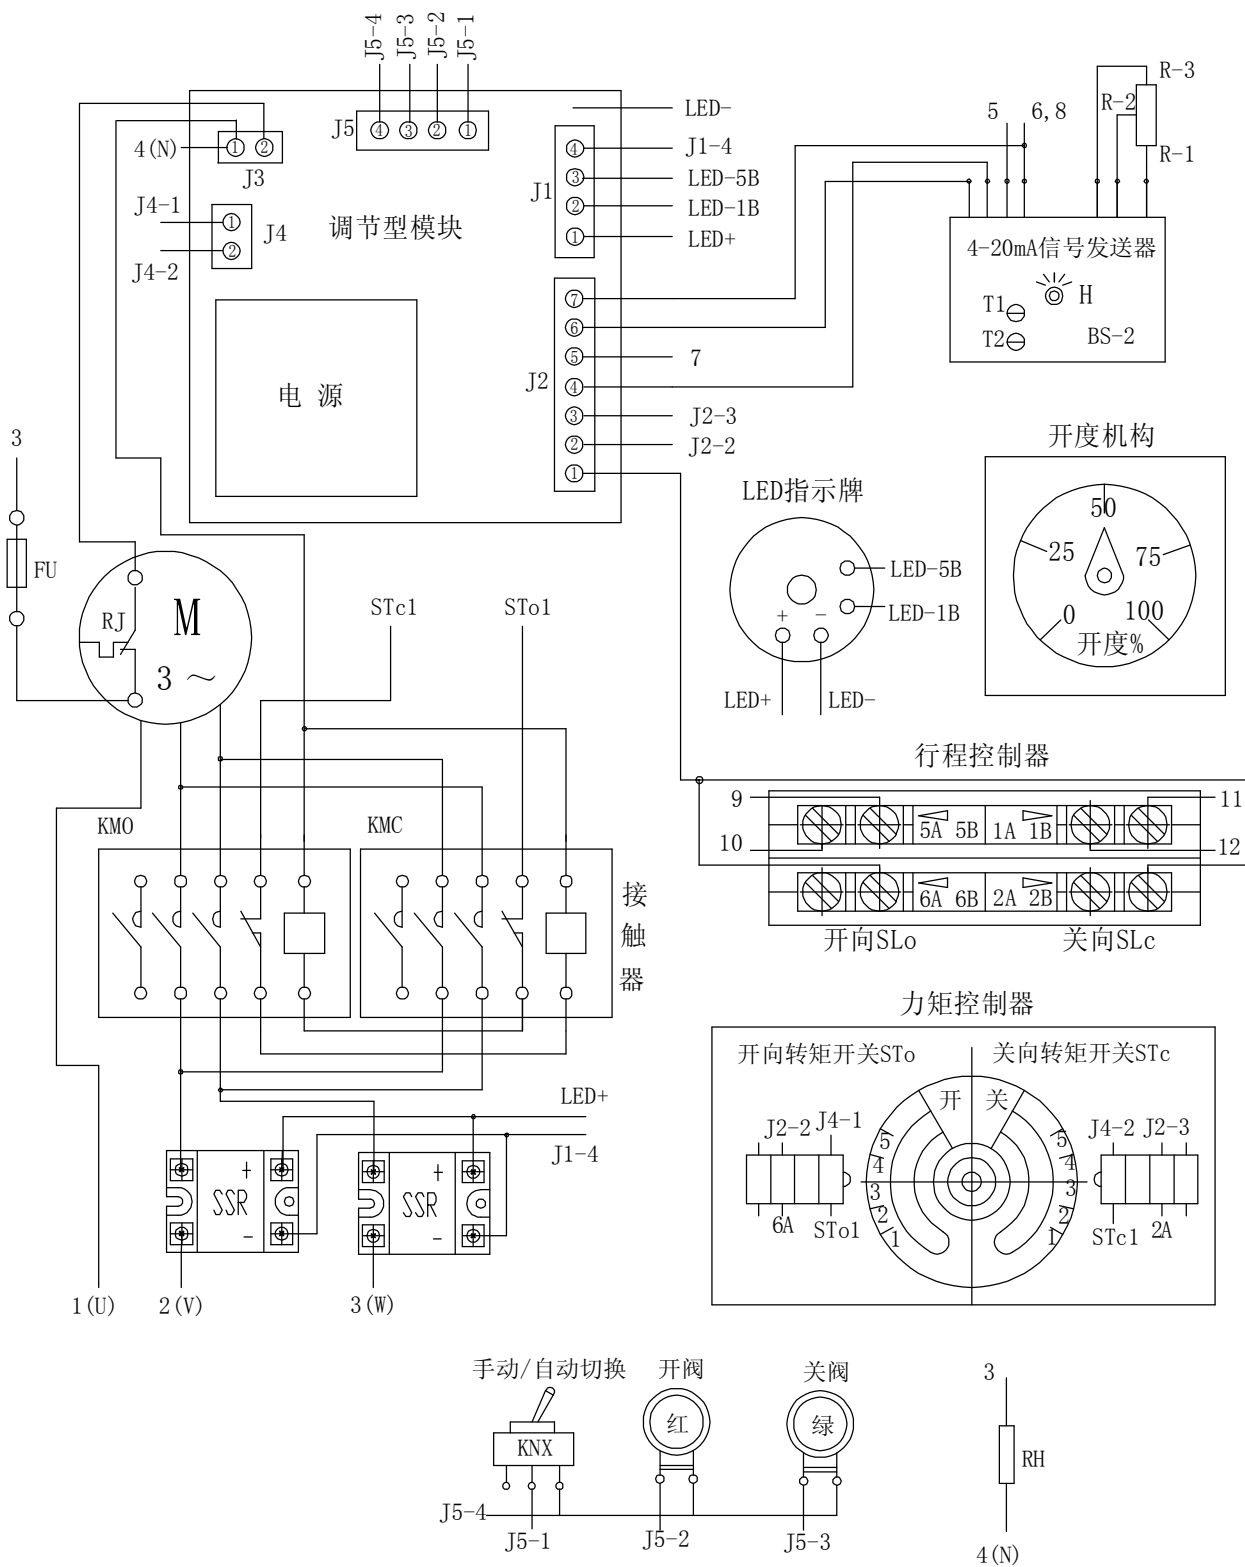 J5-4
J5-3
J5-2
J5-1
J5
④ ③ ② ①
4(N)
① ②
J3
J4-1
①
J4
②
J4-2
调节型模块
电 源
LED-
J1
④
J1-4
③
LED-5B
②
LED-1B
①
LED+
J2
⑦
⑥
⑤
7
④
③
J2-3
②
J2-2
①
5
6,8
R-3
R-2
R-1
4-20mA信号发送器
H
T1
T2
BS-2
开度机构
50
25
75
0
100
开度%
LED指示牌
LED-5B
LED-1B
+ -
LED+
LED-
3
FU
RJ
M
3 ～
STc1
STo1
KMO
KMC
接
触
器
行程控制器
9
11
5A 5B 1A 1B
10
12
6A 6B 2A 2B
开向SLo
关向SLc
力矩控制器
开向转矩开关STo
关向转矩开关STc
开 关
J2-2 J4-1
J4-2 J2-3
5
4
3
2
1
5
4
3
2
1
6A
STo1
STc1
2A
LED+
J1-4
+
SSR
-
+
SSR
-
1(U)
2(V)
3(W)
手动/自动切换
开阀
关阀
KNX
红
绿
J5-4
J5-1
J5-2
J5-3
3
RH
4(N)